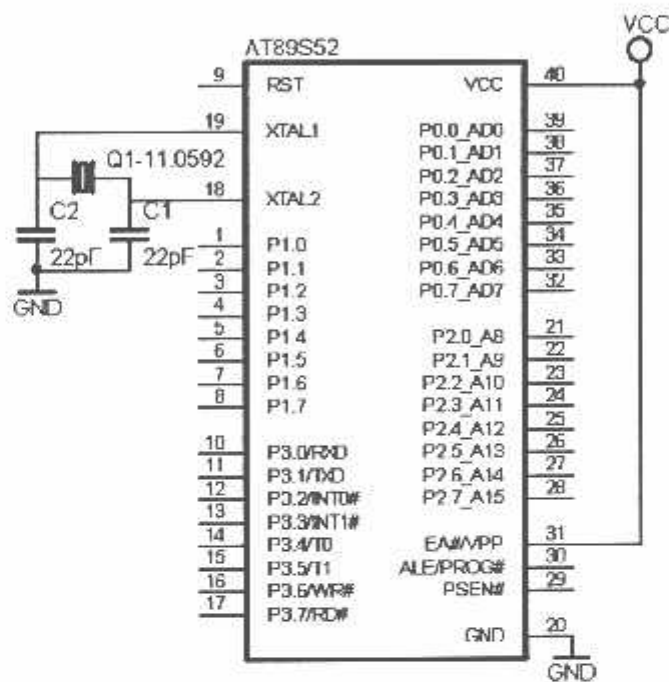 VCC
AT89S52
9 RST VCC 40
19 XTAL1 P0.0_AD0 39
Q1-11.0592 P0.1_AD1 38
P0.2_AD2 37
18 XTAL2 P0.3_AD3 36
C2 C1 P0.4_AD4 35
1 P1.0 P0.5_AD5 34
22pF 22pF 2 P1.1 P0.6_AD6 33
3 P1.2 P0.7_AD7 32
GND
4 P1.3
5 P1.4 P2.0_A8 21
6 P1.5 P2.1_A9 22
7 P1.6 P2.2_A10 23
8 P1.7 P2.3_A11 24
P2.4_A12 25
10 P3.0/RXD P2.5_A13 26
11 P3.1/TXD P2.6_A14 27
12 P3.2/INT0# P2.7_A15 28
13 P3.3/INT1#
14 P3.4/T0 EA#/VPP 31
15 P3.5/T1 ALE/PROG# 30
16 P3.6/WR# PSEN# 29
17 P3.7/RD#
GND 20
GND